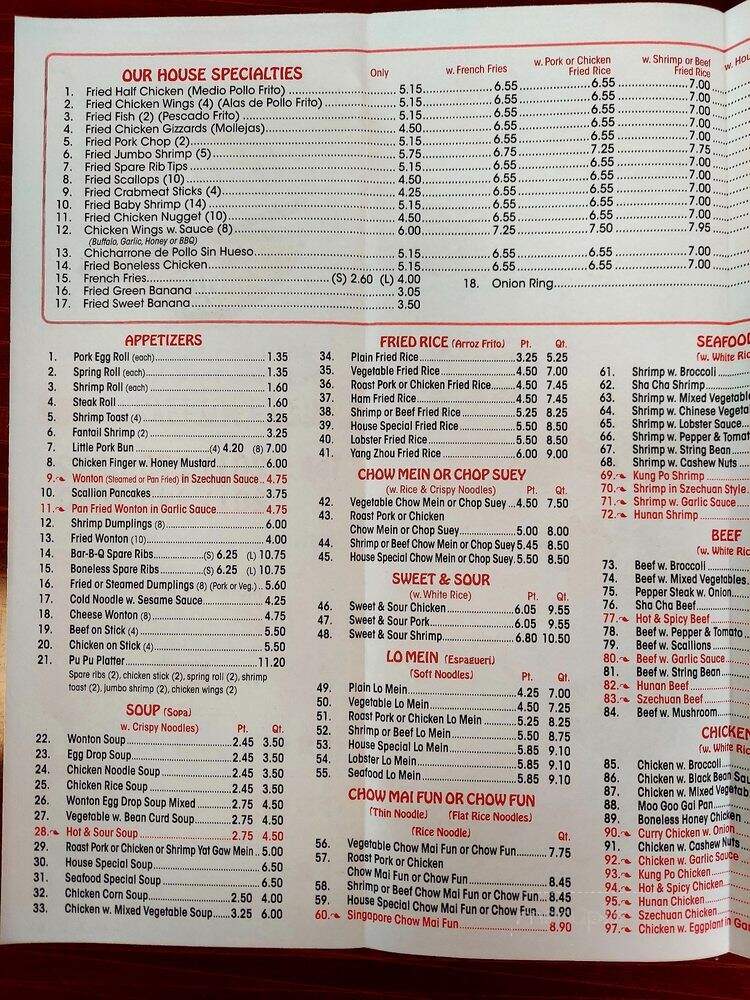 OUR HOUSE SPECIALTIES Only w. French Fries w. Pork or Chicken Fried Rice w. Shrimp or Beef Fried Rice
1. Fried Half Chicken (Medio Pollo Frito) 5.15 6.55 6.55 7.00
2. Fried Chicken Wings (4) (Alas de Pollo Frito) 5.15 6.55 6.55 7.00
3. Fried Fish (2) (Pescado Frito) 5.15 6.55 6.55 7.00
4. Fried Chicken Gizzards (Mollejas) 4.50 6.55 6.55 7.00
5. Fried Pork Chop (2) 5.15 6.55 6.55 7.00
6. Fried Jumbo Shrimp (5) 5.75 6.75 7.25 7.75
7. Fried Spare Rib Tips 5.15 6.55 6.55 7.00
8. Fried Scallops (10) 4.50 6.55 6.55 7.00
9. Fried Crabmeat Sticks (4) 4.25 6.55 6.55 7.00
10. Fried Baby Shrimp (14) 5.15 6.55 6.55 7.00
11. Fried Chicken Nugget (10) 4.50 6.55 6.55 7.00
12. Chicken Wings w. Sauce (8) 6.00 7.25 7.50 7.95
(Buffalo, Garlic, Honey or BBQ)
13. Chicharrone de Pollo Sin Hueso 5.15 6.55 6.55 7.00
14. Fried Boneless Chicken 5.15 6.55 6.55 7.00
15. French Fries (S) 2.60 (L) 4.00
16. Fried Green Banana 3.05
17. Fried Sweet Banana 3.50
18. Onion Ring
APPETIZERS
1. Pork Egg Roll (each) 1.35
2. Spring Roll (each) 1.35
3. Shrimp Roll (each) 1.60
4. Steak Roll 1.60
5. Shrimp Toast (4) 3.25
6. Fantail Shrimp (2) 3.25
7. Little Pork Bun (4) 4.20 (8) 7.00
8. Chicken Finger w. Honey Mustard 6.00
9. Wonton (Steamed or Pan Fried) in Szechuan Sauce 4.75
10. Scallion Pancakes 3.75
11. Pan Fried Wonton in Garlic Sauce 4.75
12. Shrimp Dumplings (8) 6.00
13. Fried Wonton (10) 4.00
14. Bar-B-Q Spare Ribs (S) 6.25 (L) 10.75
15. Boneless Spare Ribs (S) 6.25 (L) 10.75
16. Fried or Steamed Dumplings (8) (Pork or Veg.) 5.60
17. Cold Noodle w. Sesame Sauce 4.25
18. Cheese Wonton (8) 4.75
19. Beef on Stick (4) 5.50
20. Chicken on Stick (4) 5.50
21. Pu Pu Platter 11.20
Spare ribs (2), chicken stick (2), spring roll (2), shrimp
toast (2), jumbo shrimp (2), chicken wings (2)
SOUP (Sopa)
w. Crispy Noodles) Pt. Qt.
22. Wonton Soup 2.45 3.50
23. Egg Drop Soup 2.45 3.50
24. Chicken Noodle Soup 2.45 3.50
25. Chicken Rice Soup 2.45 3.50
26. Wonton Egg Drop Soup Mixed 2.75 4.50
27. Vegetable w. Bean Curd Soup 2.75 4.50
28. Hot & Sour Soup 2.75 4.50
29. Roast Pork or Chicken or Shrimp Yat Gaw Mein 5.00
30. House Special Soup 6.50
31. Seafood Special Soup 6.50
32. Chicken Corn Soup 2.50 4.00
33. Chicken w. Mixed Vegetable Soup 3.25 6.00
FRIED RICE (Arroz Frito) Pt. Qt.
34. Plain Fried Rice 3.25 5.25
35. Vegetable Fried Rice 4.50 7.00
36. Roast Pork or Chicken Fried Rice 4.50 7.45
37. Ham Fried Rice 4.50 7.45
38. Shrimp or Beef Fried Rice 5.25 8.25
39. House Special Fried Rice 5.50 8.50
40. Lobster Fried Rice 5.50 8.50
41. Yang Zhou Fried Rice 6.00 9.00
CHOW MEIN OR CHOP SUEY
(w. Rice & Crispy Noodles) Pt. Qt.
42. Vegetable Chow Mein or Chop Suey 4.50 7.50
43. Roast Pork or Chicken
Chow Mein or Chop Suey 5.00 8.00
44. Shrimp or Beef Chow Mein or Chop Suey 5.45 8.50
45. House Special Chow Mein or Chop Suey 5.50 8.50
SWEET & SOUR
(w. White Rice) Pt. Qt.
46. Sweet & Sour Chicken 6.05 9.55
47. Sweet & Sour Pork 6.05 9.55
48. Sweet & Sour Shrimp 6.80 10.50
LO MEIN (Espagueri)
(Soft Noodles) Pt. Qt.
49. Plain Lo Mein 4.25 7.00
50. Vegetable Lo Mein 4.50 7.25
51. Roast Pork or Chicken Lo Mein 5.25 8.25
52. Shrimp or Beef Lo Mein 5.50 8.75
53. House Special Lo Mein 5.85 9.10
54. Lobster Lo Mein 5.85 9.10
55. Seafood Lo Mein 5.85 9.10
CHOW MAI FUN OR CHOW FUN
(Thin Noodle) (Flat Rice Noodles)
(Rice Noodle) Qt.
56. Vegetable Chow Mai Fun or Chow Fun 7.75
57. Roast Pork or Chicken
Chow Mai Fun or Chow Fun 8.45
58. Shrimp or Beef Chow Mai Fun or Chow Fun 8.45
59. House Special Chow Mai Fun or Chow Fun 8.90
60. Singapore Chow Mai Fun 8.90
SEAFOOD
(w. White Ric
61. Shrimp w. Broccoli
62. Sha Cha Shrimp
63. Shrimp w. Mixed Vegetable
64. Shrimp w. Chinese Vegeta
65. Shrimp w. Lobster Sauce
66. Shrimp w. Pepper & Tomat
67. Shrimp w. String Bean
68. Shrimp w. Cashew Nuts
69. Kung Po Shrimp
70. Shrimp in Szechuan Style
71. Shrimp w. Garlic Sauce
72. Hunan Shrimp
BEEF
(w. White Ric
73. Beef w. Broccoli
74. Beef w. Mixed Vegetables
75. Pepper Steak w. Onion
76. Sha Cha Beef
77. Hot & Spicy Beef
78. Beef w. Pepper & Tomato
79. Beef w. Scallions
80. Beef w. Garlic Sauce
81. Beef w. String Bean
82. Hunan Beef
83. Szechuan Beef
84. Beef w. Mushroom
CHICKEN
(w. White Ric
85. Chicken w. Broccoli
86. Chicken w. Black Bean Sau
87. Chicken w. Mixed Vegetab
88. Moo Goo Gai Pan
89. Boneless Honey Chicken
90. Curry Chicken w. Onion
91. Chicken w. Cashew Nuts
92. Chicken w. Garlic Sauce
93. Kung Po Chicken
94. Hot & Spicy Chicken
95. Hunan Chicken
96. Szechuan Chicken
97. Chicken w. Eggplant in Gar